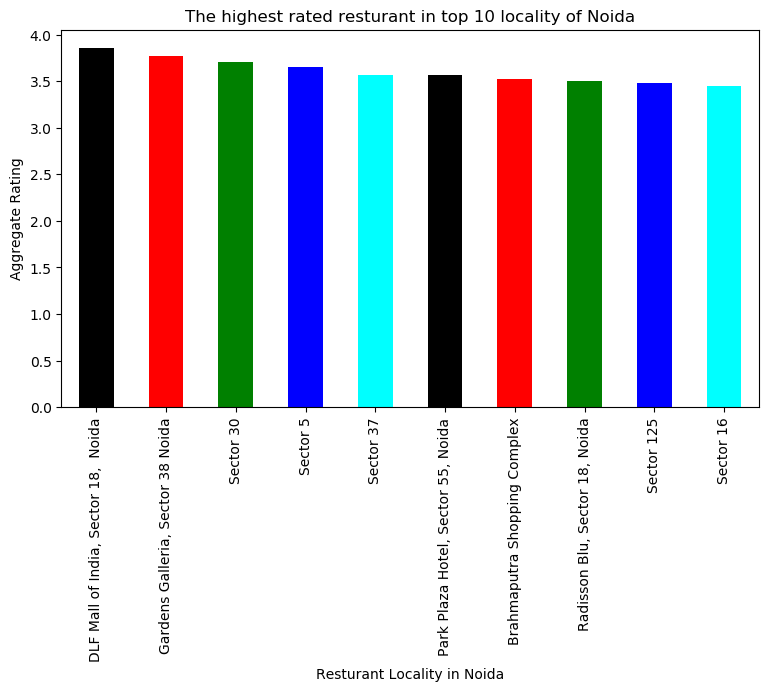 The highest rated resturant in top 10 locality of Noida
Aggregate Rating
4.0
3.5
3.0
2.5
2.0
1.5
1.0
0.5
0.0
DLF Mall of India, Sector 18,  Noida
Gardens Galleria, Sector 38 Noida
Sector 30
Sector 5
Sector 37
Park Plaza Hotel, Sector 55, Noida
Brahmaputra Shopping Complex
Radisson Blu, Sector 18, Noida
Sector 125
Sector 16
Resturant Locality in Noida